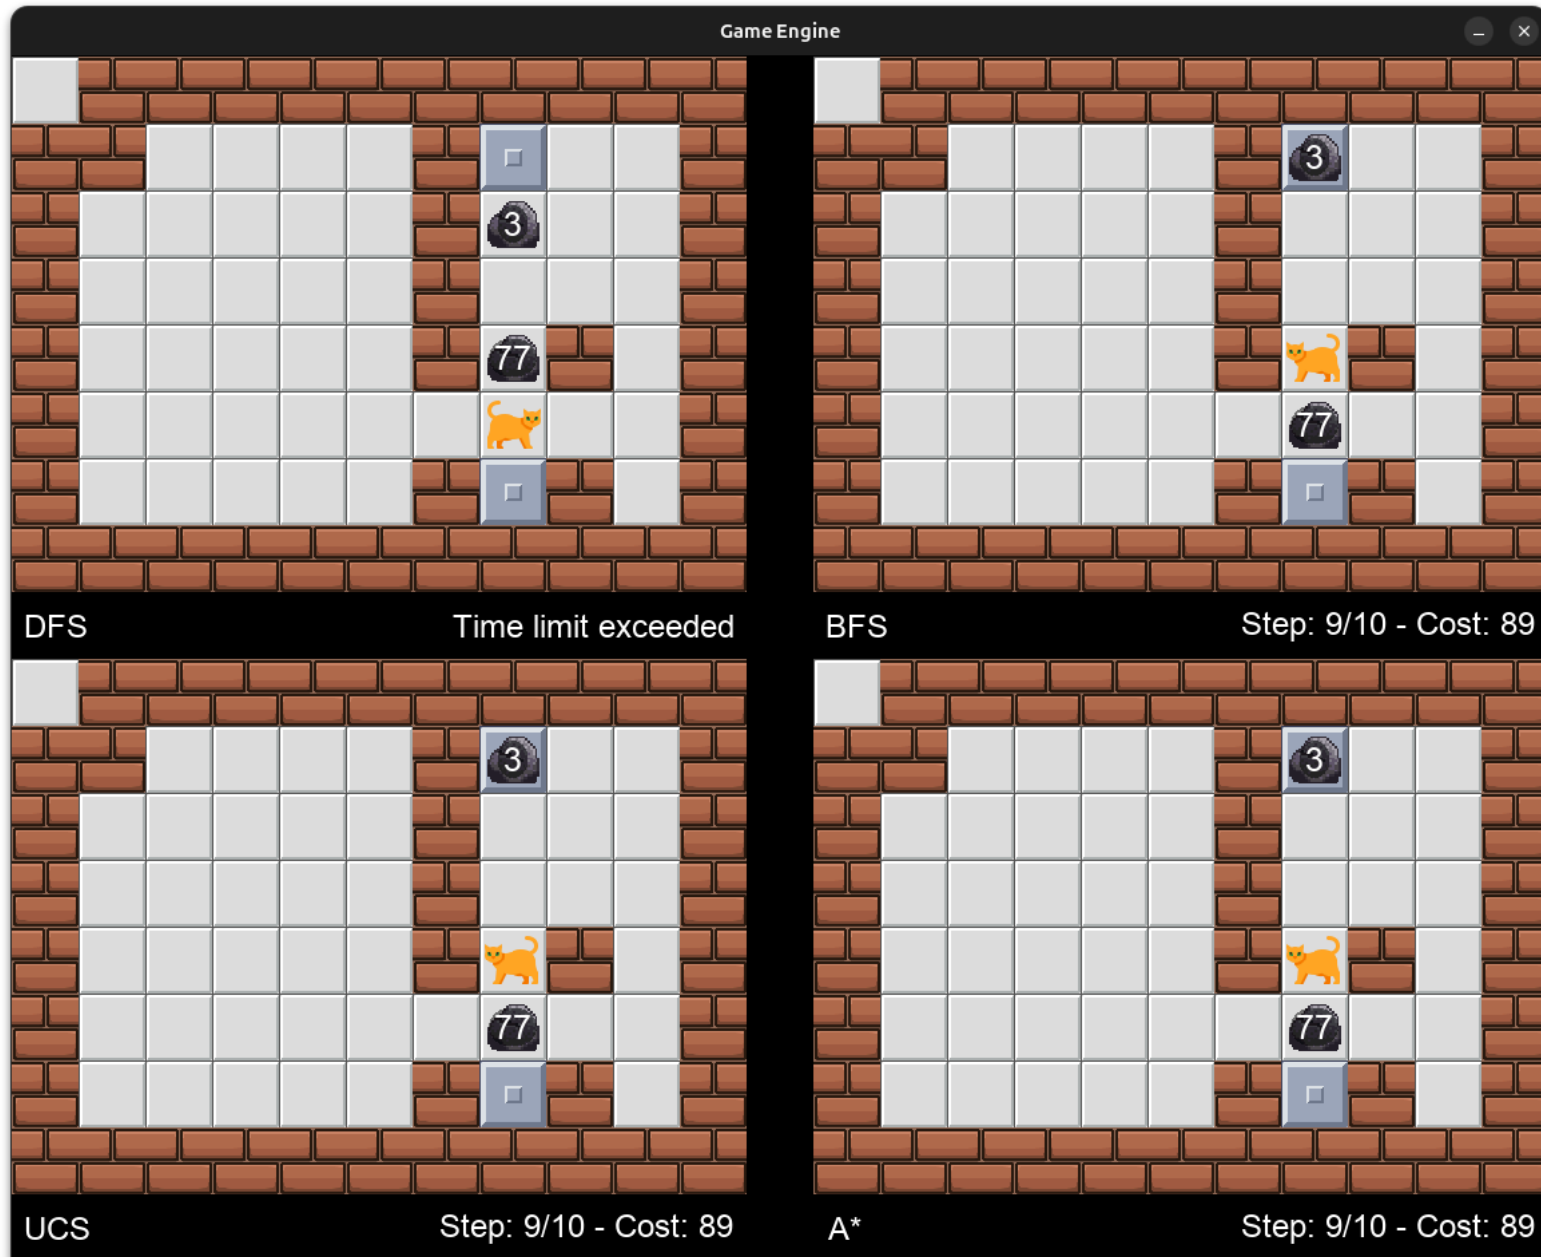 Game Engine
3
77
DFS
Time limit exceeded
3
77
BFS
Step: 9/10 - Cost: 89
3
77
UCS
Step: 9/10 - Cost: 89
3
77
A*
Step: 9/10 - Cost: 89